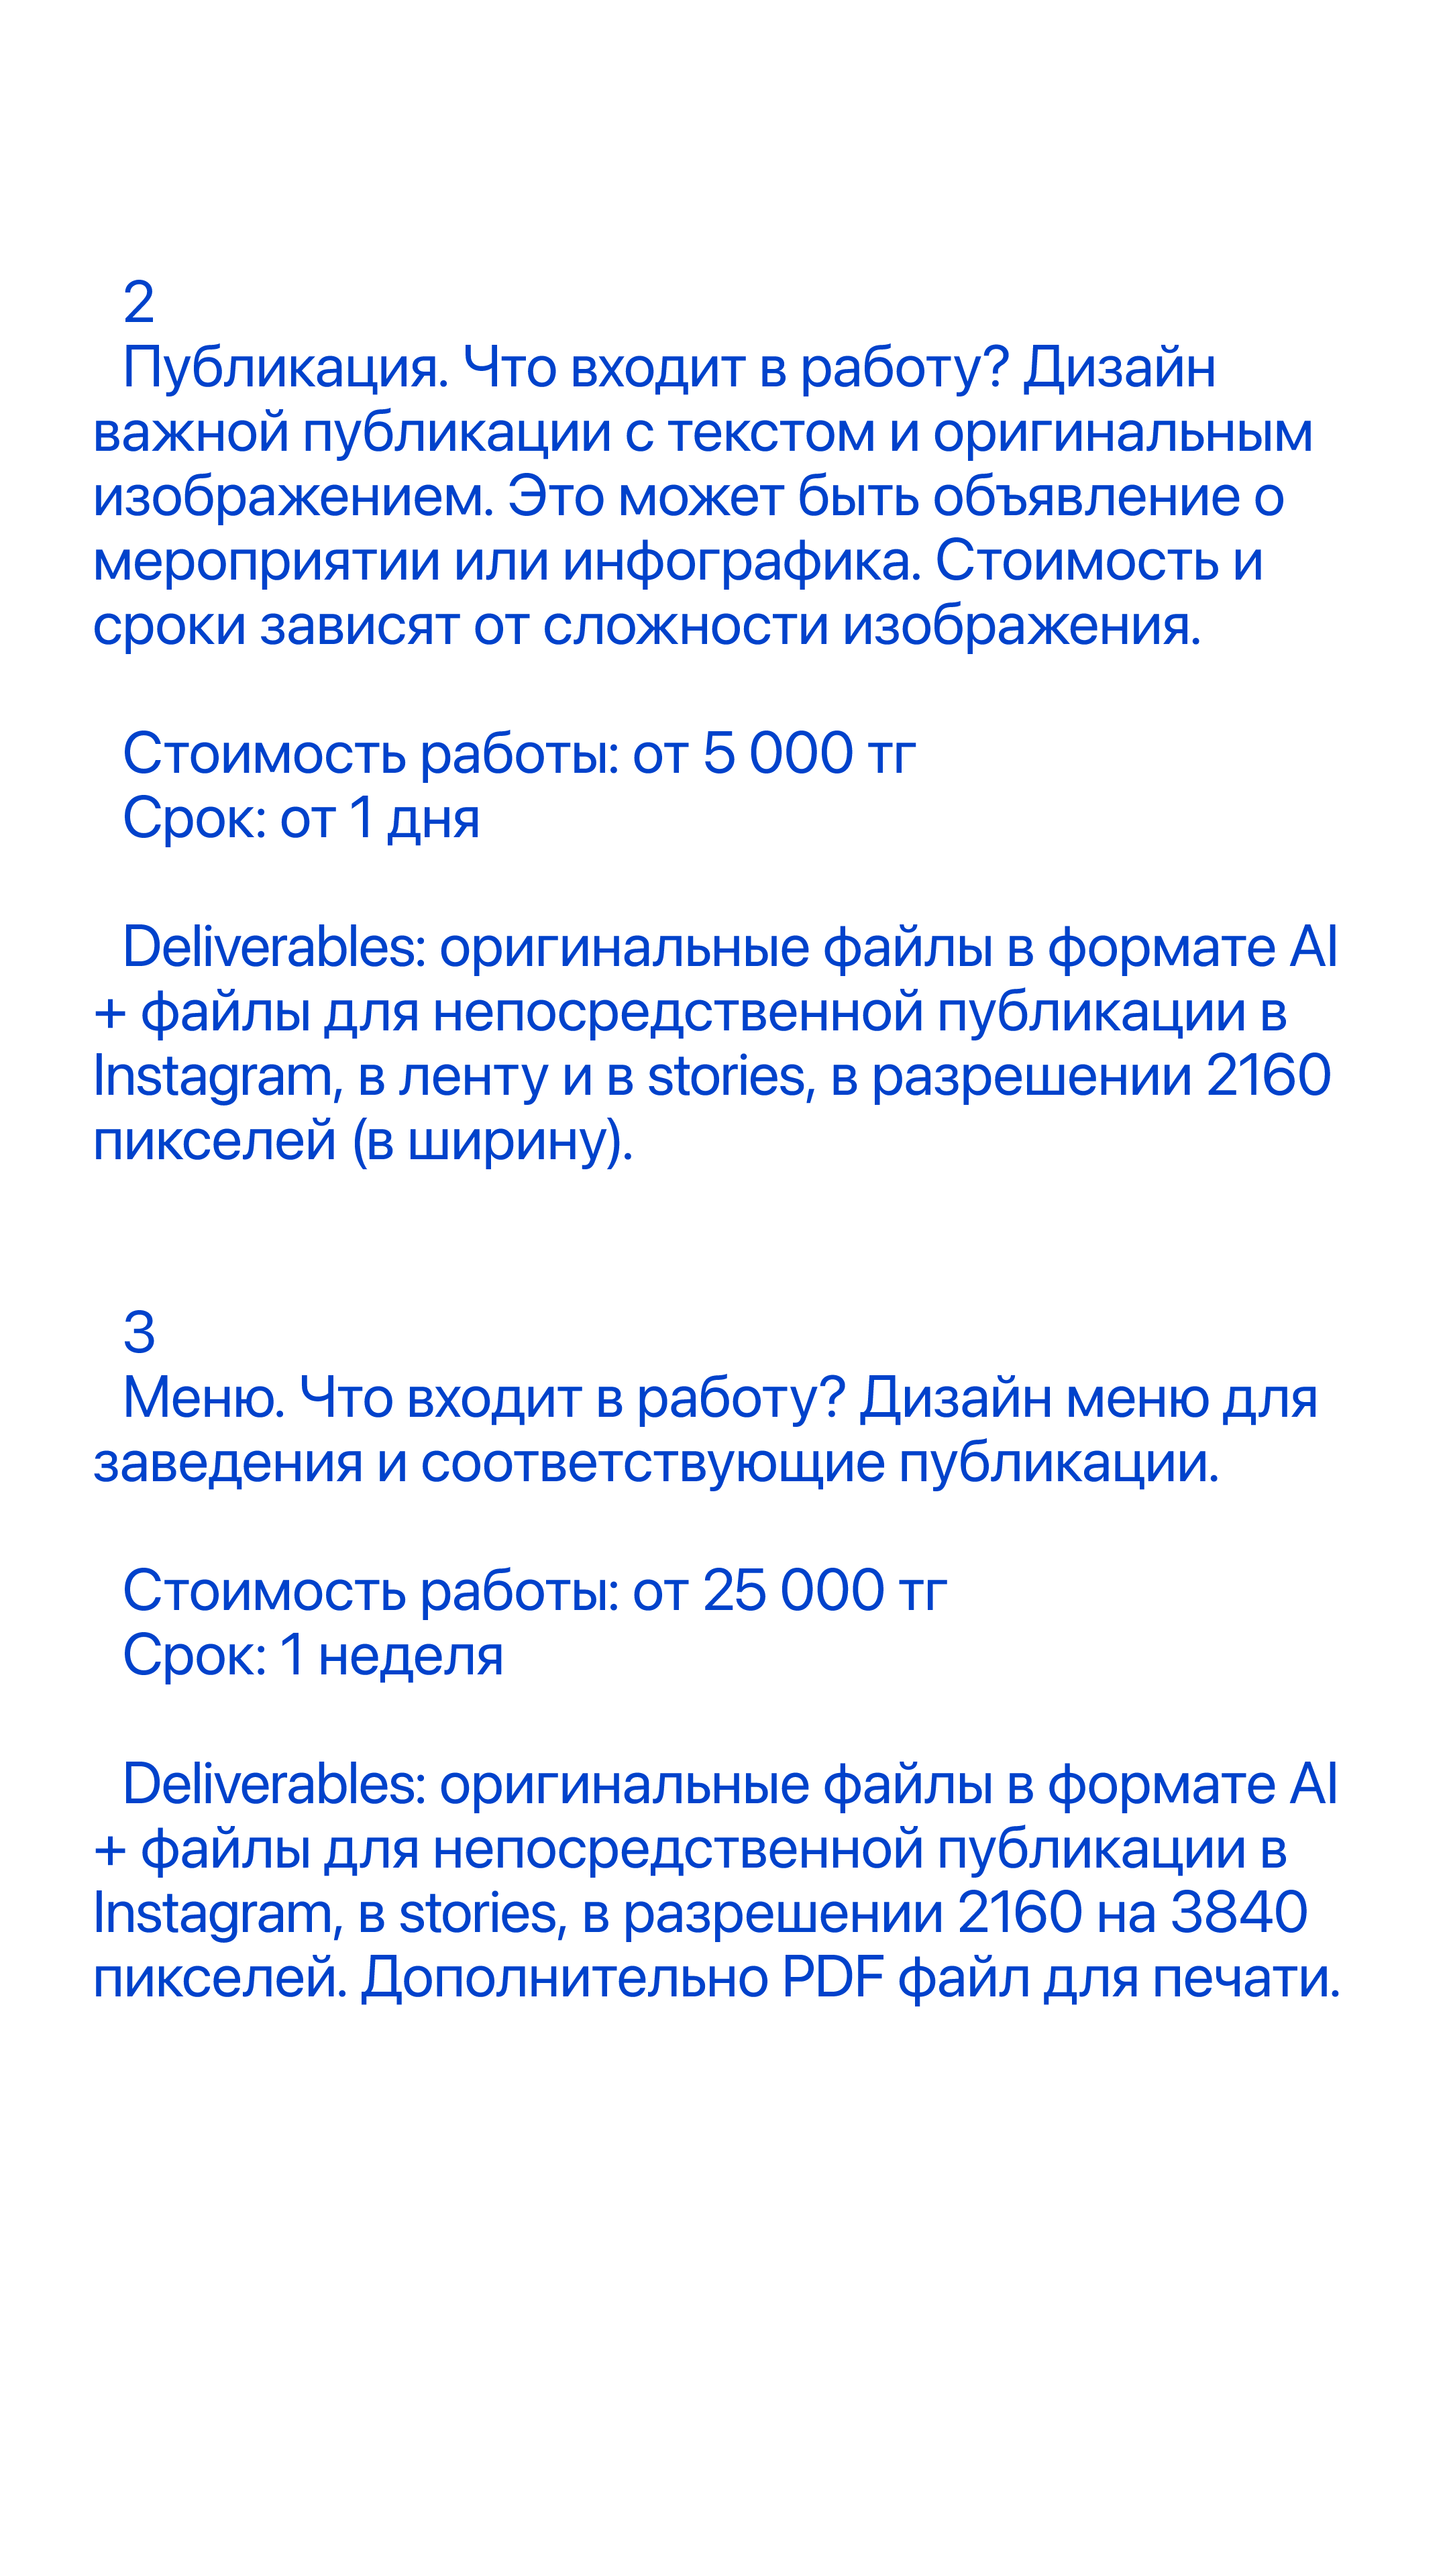 2
Публикация. Что входит в работу? Дизайн
важной публикации с текстом и оригинальным
изображением. Это может быть объявление о
мероприятии или инфографика. Стоимость и
сроки зависят от сложности изображения.
Стоимость работы: от 5 000 тг
Срок: от 1 дня
Deliverables: оригинальные файлы в формате AI
+ файлы для непосредственной публикации в
Instagram, в ленту и в stories, в разрешении 2160
пикселей (в ширину).
3
Меню. Что входит в работу? Дизайн меню для
заведения и соответствующие публикации.
Стоимость работы: от 25 000 тг
Срок: 1 неделя
Deliverables: оригинальные файлы в формате AI
+ файлы для непосредственной публикации в
Instagram, в stories, в разрешении 2160 на 3840
пикселей. Дополнительно PDF файл для печати.